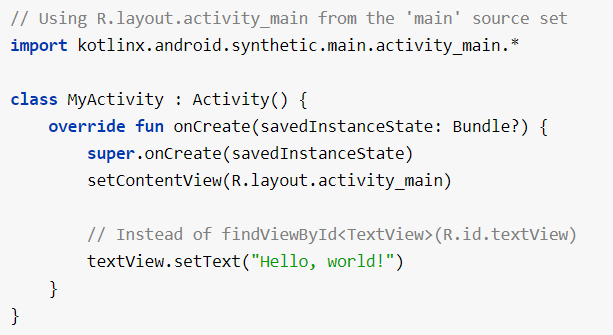 // Using R.layout.activity_main from the 'main' source set
import kotlinx.android.synthetic.main.activity_main.*
class MyActivity : Activity() {
    override fun onCreate(savedInstanceState: Bundle?) {
        super.onCreate(savedInstanceState)
        setContentView(R.layout.activity_main)
        // Instead of findViewById<TextView>(R.id.textView)
        textView.setText("Hello, world!")
    }
}